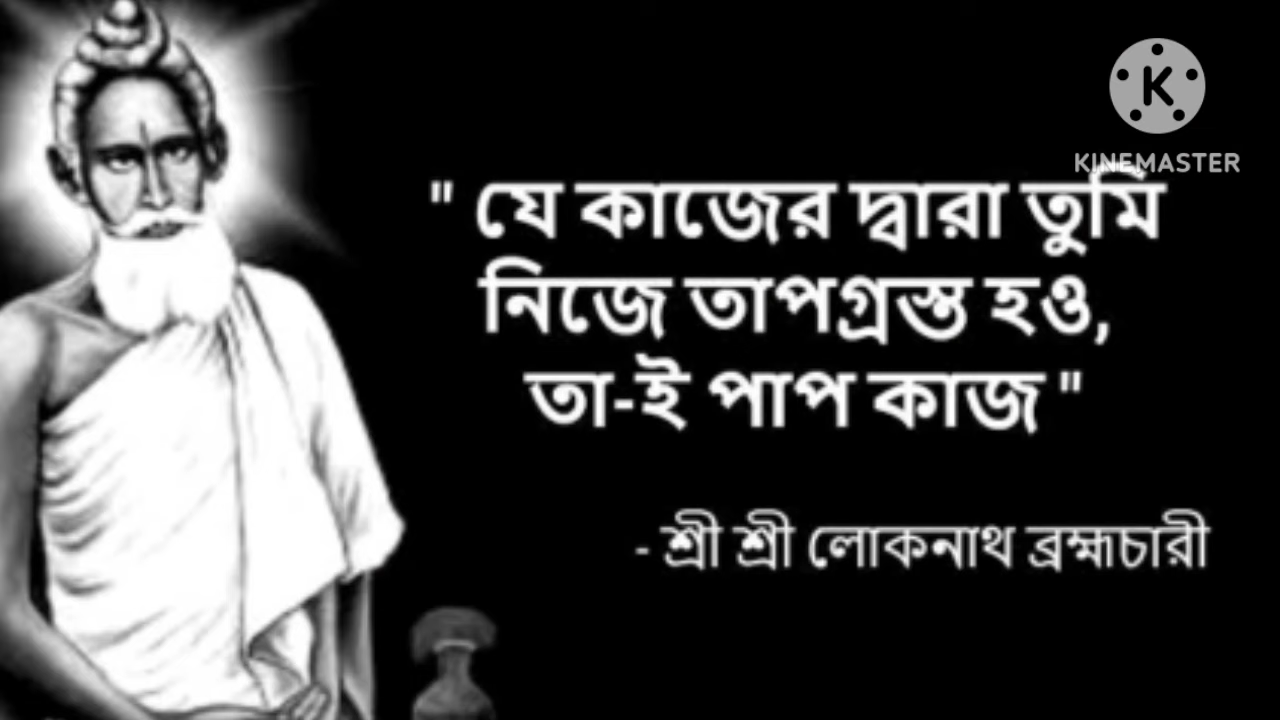 K
KINEMASTER
" যে কাজের দ্বারা তুমি
নিজে তাপগ্রস্ত হও,
তা-ই পাপ কাজ "
- শ্রী শ্রী লোকনাথ ব্রহ্মচারী